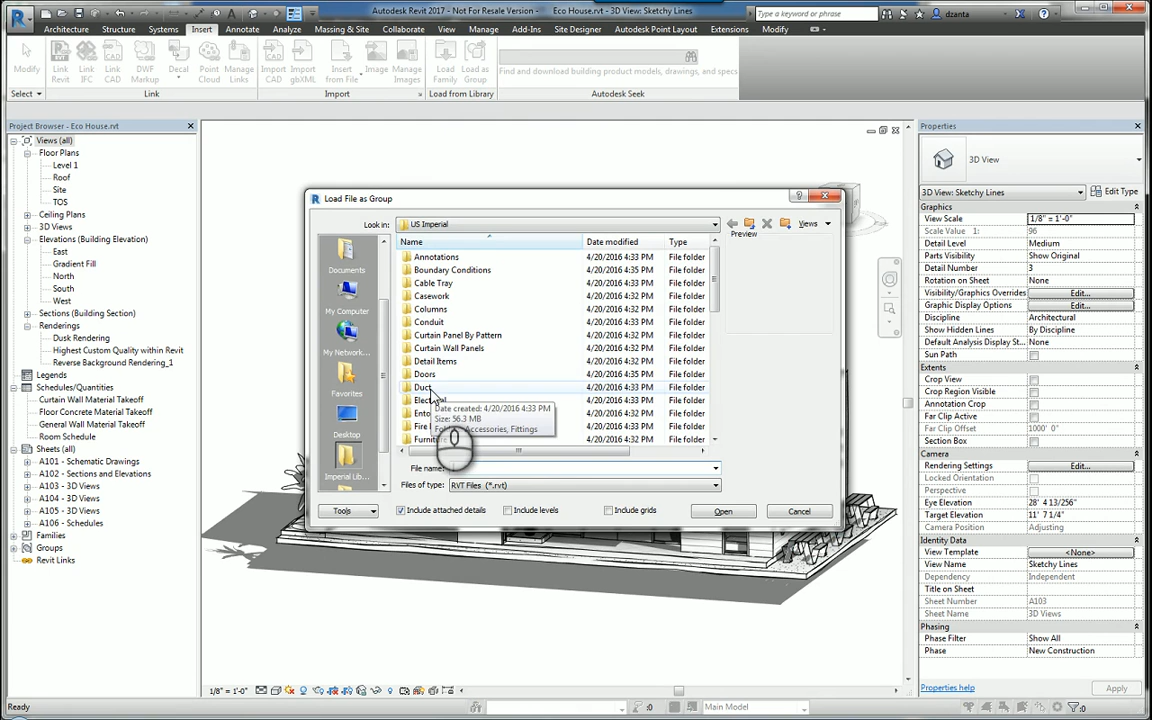 Autodesk Revit 2017 - Not For Resale Version - Eco House.rvt - 3D View: Sketchy Lines
Type a keyword or phrase
dzanta
Architecture Structure Systems Insert Annotate Analyze Massing & Site Collaborate View Manage Add-Ins Site Designer Autodesk Point Layout Extensions Modify
Modify
Link Revit
Link IFC
Link CAD
DWF Markup
Decal
Point Cloud
Manage Links
Import CAD
Import gbXML
Insert from File
Image
Manage Images
Load Family
Load as Group
Find and download building product models, drawings, and specs
Select Link Import Load from Library Autodesk Seek
Project Browser - Eco House.rvt
Views (all)
Floor Plans
Level 1
Roof
Site
TOS
Ceiling Plans
3D Views
Elevations (Building Elevation)
East
Gradient Fill
North
South
West
Sections (Building Section)
Renderings
Dusk Rendering
Highest Custom Quality within Revit
Reverse Background Rendering_1
Legends
Schedules/Quantities
Curtain Wall Material Takeoff
Floor Concrete Material Takeoff
General Wall Material Takeoff
Room Schedule
Sheets (all)
A101 - Schematic Drawings
A103 - 3D Views
A104 - 3D Views
A105 - 3D Views
A106 - Schedules
Families
Groups
Revit Links
Load File as Group
Look in: US Imperial
Views
Preview
Documents
My Computer
My Network...
Favorites
Desktop
Imperial Lib...
Name Date modified Type
Annotations 4/20/2016 4:33 PM File folder
Boundary Conditions 4/20/2016 4:33 PM File folder
Cable Tray 4/20/2016 4:33 PM File folder
Casework 4/20/2016 4:32 PM File folder
Columns 4/20/2016 4:33 PM File folder
Conduit 4/20/2016 4:33 PM File folder
Curtain Panel By Pattern 4/20/2016 4:33 PM File folder
Curtain Wall Panels 4/20/2016 4:33 PM File folder
Detail Items 4/20/2016 4:33 PM File folder
Doors 4/20/2016 4:35 PM File folder
Duct 4/20/2016 4:33 PM File folder
4/20/2016 4:33 PM File folder
4/20/2016 4:32 PM File folder
Fire 4/20/2016 4:33 PM File folder
4/20/2016 4:32 PM File folder
Date created: 4/20/2016 4:33 PM
Size: 56.3 MB
Accessories, Fittings
File name:
Files of type: RVT Files (*.rvt)
Tools Include attached details Include levels Include grids Open Cancel
Properties
3D View
3D View: Sketchy Lines Edit Type
Graphics
View Scale 1/8" = 1'-0"
Scale Value 1: 96
Detail Level Medium
Parts Visibility Show Original
Detail Number 3
Rotation on Sheet None
Visibility/Graphics Overrides Edit...
Graphic Display Options Edit...
Discipline Architectural
Show Hidden Lines By Discipline
Default Analysis Display St... None
Sun Path
Extents
Crop View
Crop Region Visible
Annotation Crop
Far Clip Active
Far Clip Offset 1000' 0"
Section Box
Camera
Rendering Settings Edit...
Locked Orientation
Perspective
Eye Elevation 28' 4 13/256"
Target Elevation 11' 7 1/4"
Camera Position Adjusting
Identity Data
View Template <None>
View Name Sketchy Lines
Dependency Independent
Title on Sheet
Sheet Number A103
Sheet Name 3D Views
Phasing
Phase Filter Show All
Phase New Construction
Properties help Apply
1/8" = 1'-0"
Ready
:0 Main Model :0